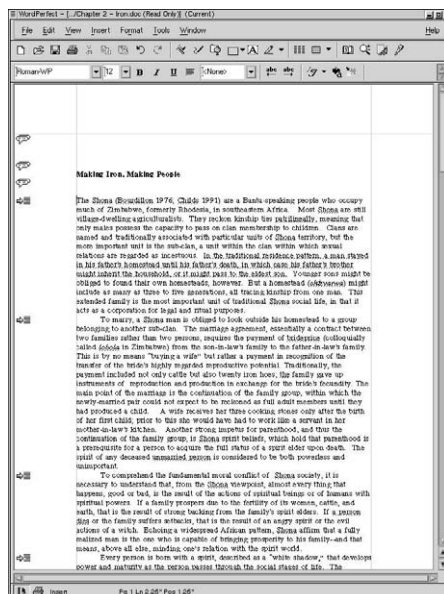 WordPerfect - [../Chapter 2 - Iron.doc (Read Only)] (Current)
File Edit View Insert Format Tools Window Help
Roman-WP 12 B I U <None> abc abc
Making Iron, Making People
The Shona (Bourdillon 1976, Childs 1991) are a Bantu speaking people who occupy
much of Zimbabwe, formerly Rhodesia, in southeastern Africa. Most Shona are still
village-dwelling agriculturalists. They reckon kinship ties patrilineally, meaning that
only males possess the capacity to pass on clan membership to children. Clans are
named and traditionally associated with particular units of Shona territory, but the
more important unit is the sub-clan, a unit within the clan within which sexual
relations are regarded as incestuous. In the traditional residence pattern, a man stayed
in his father's homestead until his father's death, in which case his father's brother
might inherit the household, or it might pass to the eldest son. Younger sons might be
obliged to found their own homesteads, however. But a homestead ( ) might
include as many as three to five generations, all tracing kinship from one man. This
extended family is the most important unit of traditional Shona social life, in that it
acts as a corporation for legal and ritual purposes.
To marry, a Shona man is obliged to look outside his homestead to a group
belonging to another sub-clan. The marriage agreement, essentially a contract between
two families rather than two persons, requires the payment of brideprice (colloquially
called lobola in Zimbabwe) from the son-in-law's family to the father-in-law's family.
This is by no means "buying a wife" but rather a payment in recognition of the
transfer of the bride's highly regarded reproductive potential. Traditionally, the
payment included not only cattle but also twenty iron hoes; the family gave up
instruments of reproduction and production in exchange for the bride's fecundity. The
main point of the marriage is the continuation of the family group, within which the
newly-married pair could not expect to be reckoned as full adult members until they
had produced a child. A wife receives her three cooking stones only after the birth
of her first child; prior to this she would have had to work like a servant in her
mother-in-law's kitchen. Another strong impetus for parenthood, and thus the
continuation of the family group, is Shona spirit beliefs, which hold that parenthood is
a prerequisite for a person to acquire the full status of a spirit elder upon death. The
spirit of any deceased unmarried person is considered to be both powerless and
unimportant.
To comprehend the fundamental moral conflict of Shona society, it is
necessary to understand that, from the Shona viewpoint, almost every thing that
happens, good or bad, is the result of the actions of spiritual beings or of humans with
spiritual powers. If a family prospers due to the fertility of its women, cattle, and
earth, that is the result of strong backing from the family's spirit elders. If a person
dies or the family suffers setbacks, that is the result of an angry spirit or the evil
actions of a witch. Echoing a widespread African pattern, Shona affirm that a fully
realized man is the one who is capable of bringing prosperity to his family--and that
means, above all else, minding one's relation with the spirit world.
Every person is born with a spirit, described as a "white shadow," that develops
power and maturity as the person passes through the social stages of life. The
Insert Pg 1 Ln 2.25" Pos 1.25"